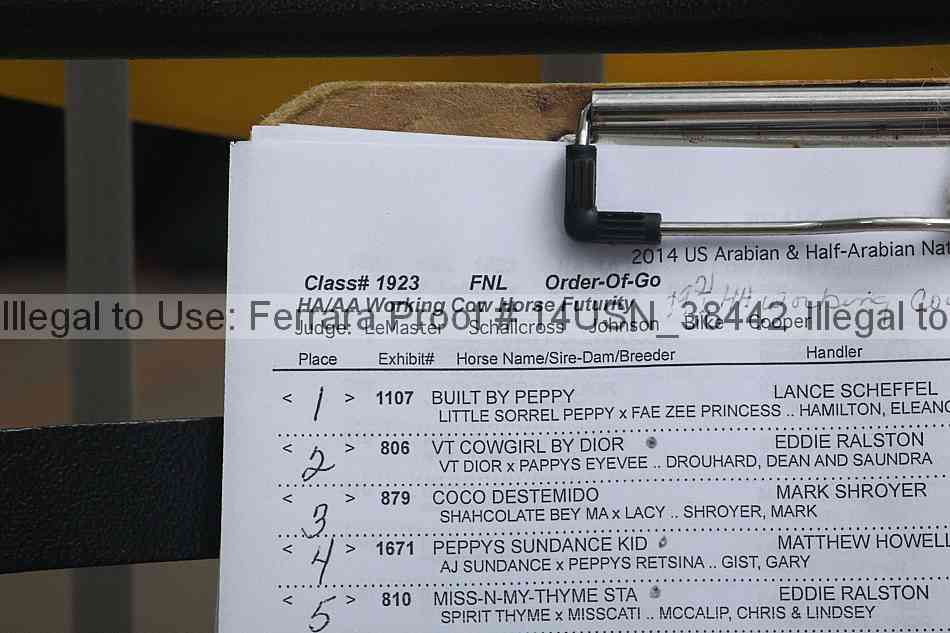 2014 US Arabian & Half-Arabian Nat
Class# 1923 FNL Order-Of-Go
HA/AA Working Cow Horse Futurity
Illegal to Use: Ferrara Proof # 14USN_38442 Illegal to
Judge: LeMaster Schallcross Johnson Bilke Cooper
Place Exhibit# Horse Name/Sire-Dam/Breeder Handler
< 1 > 1107 BUILT BY PEPPY LANCE SCHEFFEL
LITTLE SORREL PEPPY x FAE ZEE PRINCESS .. HAMILTON, ELEANO
< 2 > 806 VT COWGIRL BY DIOR EDDIE RALSTON
VT DIOR x PAPPYS EYEVEE .. DROUHARD, DEAN AND SAUNDRA
< 3 > 879 COCO DESTEMIDO MARK SHROYER
SHAHCOLATE BEY MA x LACY .. SHROYER, MARK
< 4 > 1671 PEPPYS SUNDANCE KID MATTHEW HOWELL
AJ SUNDANCE x PEPPYS RETSINA .. GIST, GARY
< 5 > 810 MISS-N-MY-THYME STA EDDIE RALSTON
SPIRIT THYME x MISSCATI .. MCCALIP, CHRIS & LINDSEY